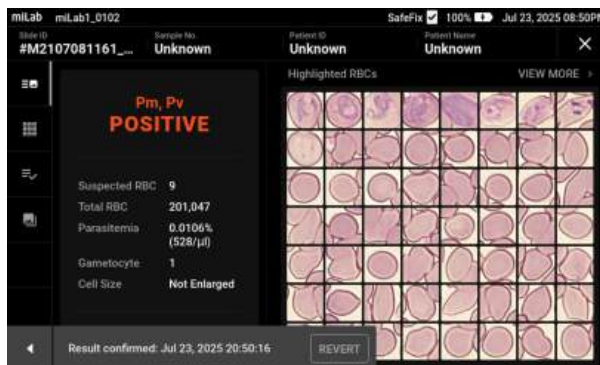 miLab miLab1_0102 SafeFix 100% Jul 23, 2025 08:50PM
Slide ID Sample No. Patient ID Patient Name
#M2107081161_... Unknown Unknown Unknown
Highlighted RBCs VIEW MORE
Pm, Pv
POSITIVE
Suspected RBC 9
Total RBC 201,047
Parasitemia 0.0106%
(528/µl)
Gametocyte 1
Cell Size Not Enlarged
Result confirmed: Jul 23, 2025 20:50:16 REVERT